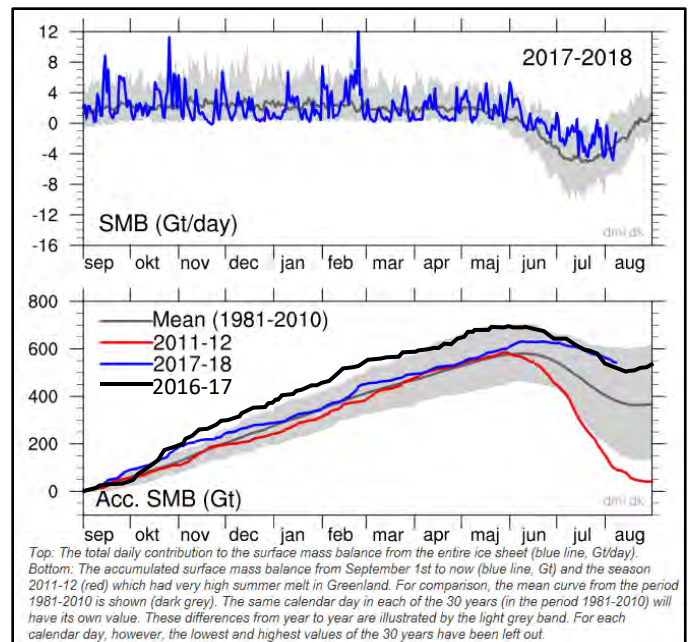 12
8
4
0
-4
-8
-12
-16
2017-2018
SMB (Gt/day)
dmi.dk
sep okt nov dec jan feb mar apr maj jun jul aug
800
600
400
200
0
Mean (1981-2010)
2011-12
2017-18
2016-17
Acc. SMB (Gt)
dmi.dk
sep okt nov dec jan feb mar apr maj jun jul aug
Top: The total daily contribution to the surface mass balance from the entire ice sheet (blue line, Gt/day).
Bottom: The accumulated surface mass balance from September 1st to now (blue line, Gt) and the season
2011-12 (red) which had very high summer melt in Greenland. For comparison, the mean curve from the period
1981-2010 is shown (dark grey). The same calendar day in each of the 30 years (in the period 1981-2010) will
have its own value. These differences from year to year are illustrated by the light grey band. For each
calendar day, however, the lowest and highest values of the 30 years have been left out.